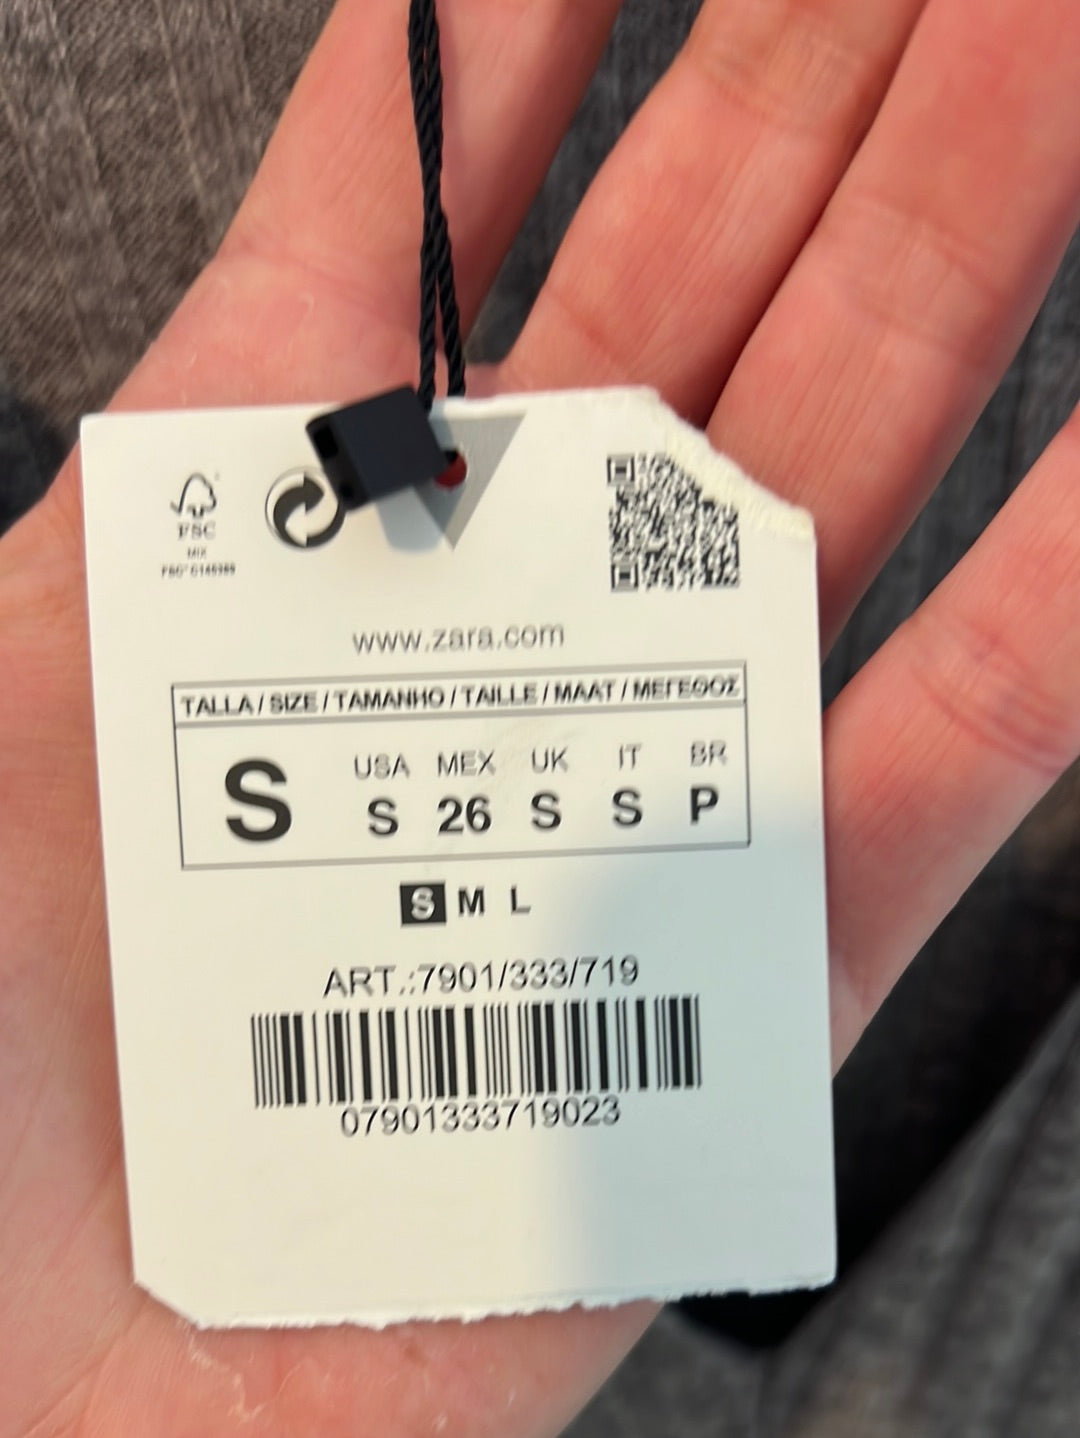 FSC
MIX
www.zara.com
TALLA / SIZE / TAMANHO / TAILLE / MAAT / ΜΕΓΕΘΟΣ
S
USA MEX UK IT BR
S 26 S S P
S M L
ART.:7901/333/719
07901333719023